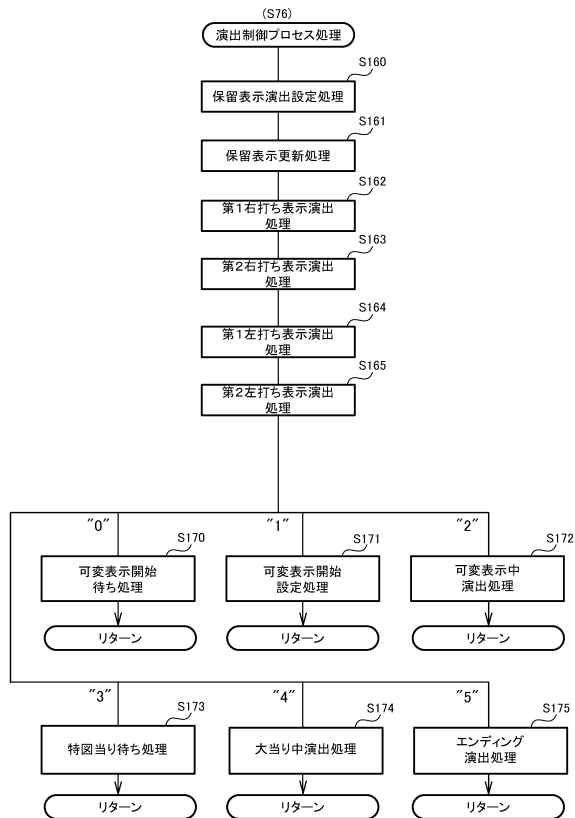 (S76)
演出制御プロセス処理
S160
保留表示演出設定処理
S161
保留表示更新処理
S162
第1右打ち表示演出
処理
S163
第2右打ち表示演出
処理
S164
第1左打ち表示演出
処理
S165
第2左打ち表示演出
処理
"0"
S170
可変表示開始
待ち処理
リターン
"1"
S171
可変表示開始
設定処理
リターン
"2"
S172
可変表示中
演出処理
リターン
"3"
S173
特図当り待ち処理
リターン
"4"
S174
大当り中演出処理
リターン
"5"
S175
エンディング
演出処理
リターン